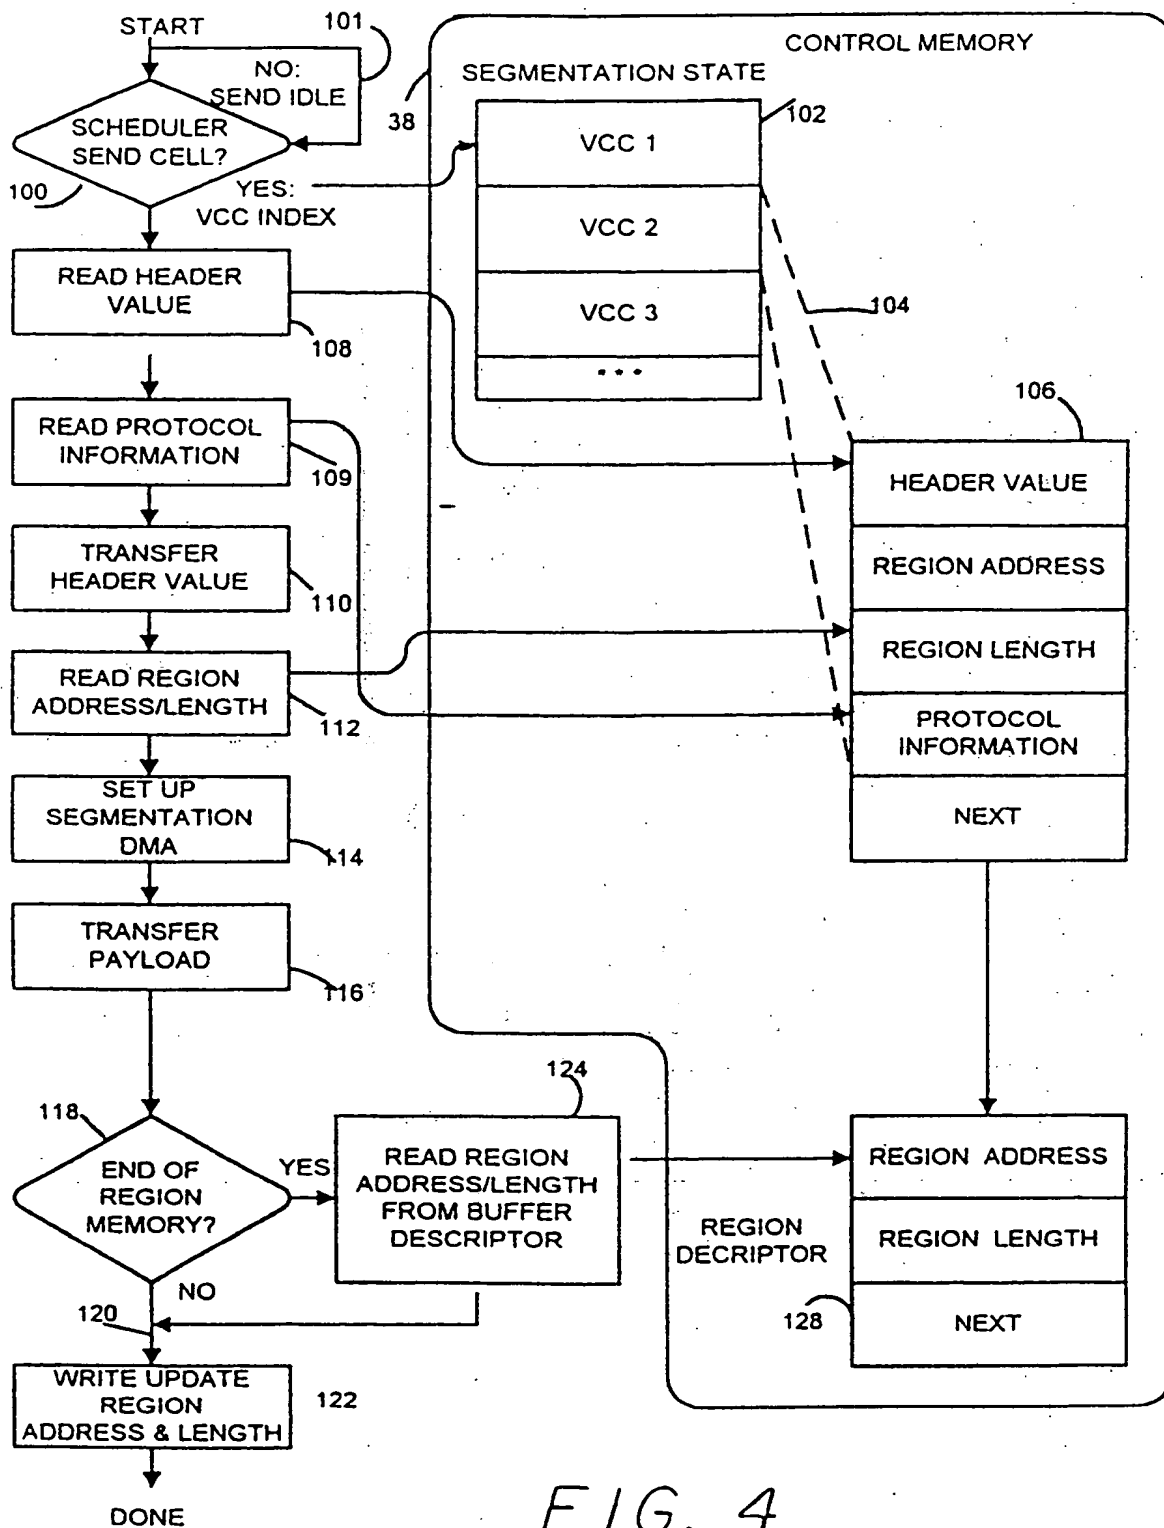 START
101
NO:
SEND IDLE
SCHEDULER
SEND CELL?
100
YES:
VCC INDEX
READ HEADER
VALUE
108
READ PROTOCOL
INFORMATION
109
TRANSFER
HEADER VALUE
110
READ REGION
ADDRESS/LENGTH
112
SET UP
SEGMENTATION
DMA
114
TRANSFER
PAYLOAD
116
118
END OF
REGION
MEMORY?
YES
NO
124
READ REGION
ADDRESS/LENGTH
FROM BUFFER
DESCRIPTOR
120
WRITE UPDATE
REGION
ADDRESS & LENGTH
122
DONE
CONTROL MEMORY
38
SEGMENTATION STATE
102
VCC 1
VCC 2
VCC 3
...
104
106
HEADER VALUE
REGION ADDRESS
REGION LENGTH
PROTOCOL
INFORMATION
NEXT
REGION
DECRIPTOR
REGION ADDRESS
REGION LENGTH
NEXT
128
FIG. 4